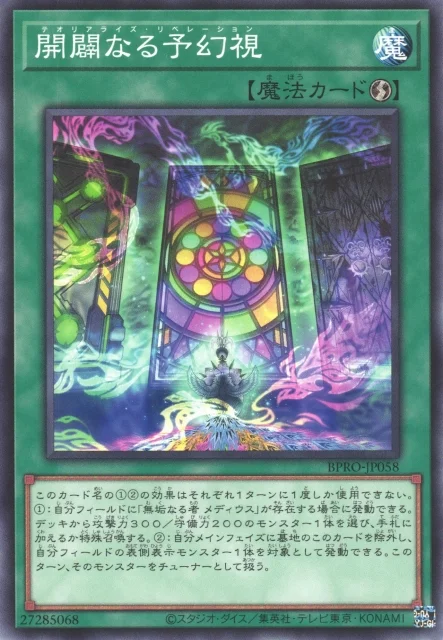 テオリアライズ・リベレーション
開闢なる予幻視
魔
【魔法カード】
BPRO-JP058
このカード名の①②の効果はそれぞれ1ターンに1度しか使用できない。
①：自分フィールドに「無垢なる者 メディウス」が存在する場合に発動できる。
デッキから攻撃力300／守備力200のモンスター1体を選び、手札に
加えるか特殊召喚する。②：自分メインフェイズに墓地のこのカードを除外し、
自分フィールドの表側表示モンスター1体を対象として発動できる。このター
ン、そのモンスターをチューナーとして扱う。
27285068
©スタジオ・ダイス／集英社・テレビ東京・KONAMI